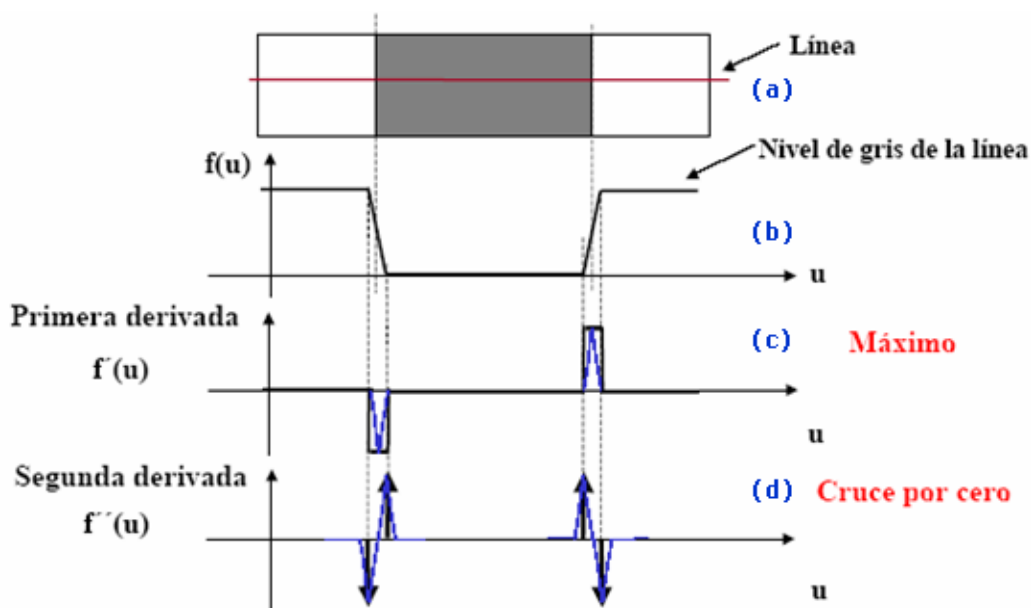 Línea
(a)
Nivel de gris de la línea
f(u)
(b)
u
Primera derivada
f´(u)
(c)
Máximo
u
Segunda derivada
f´´(u)
(d)
Cruce por cero
u